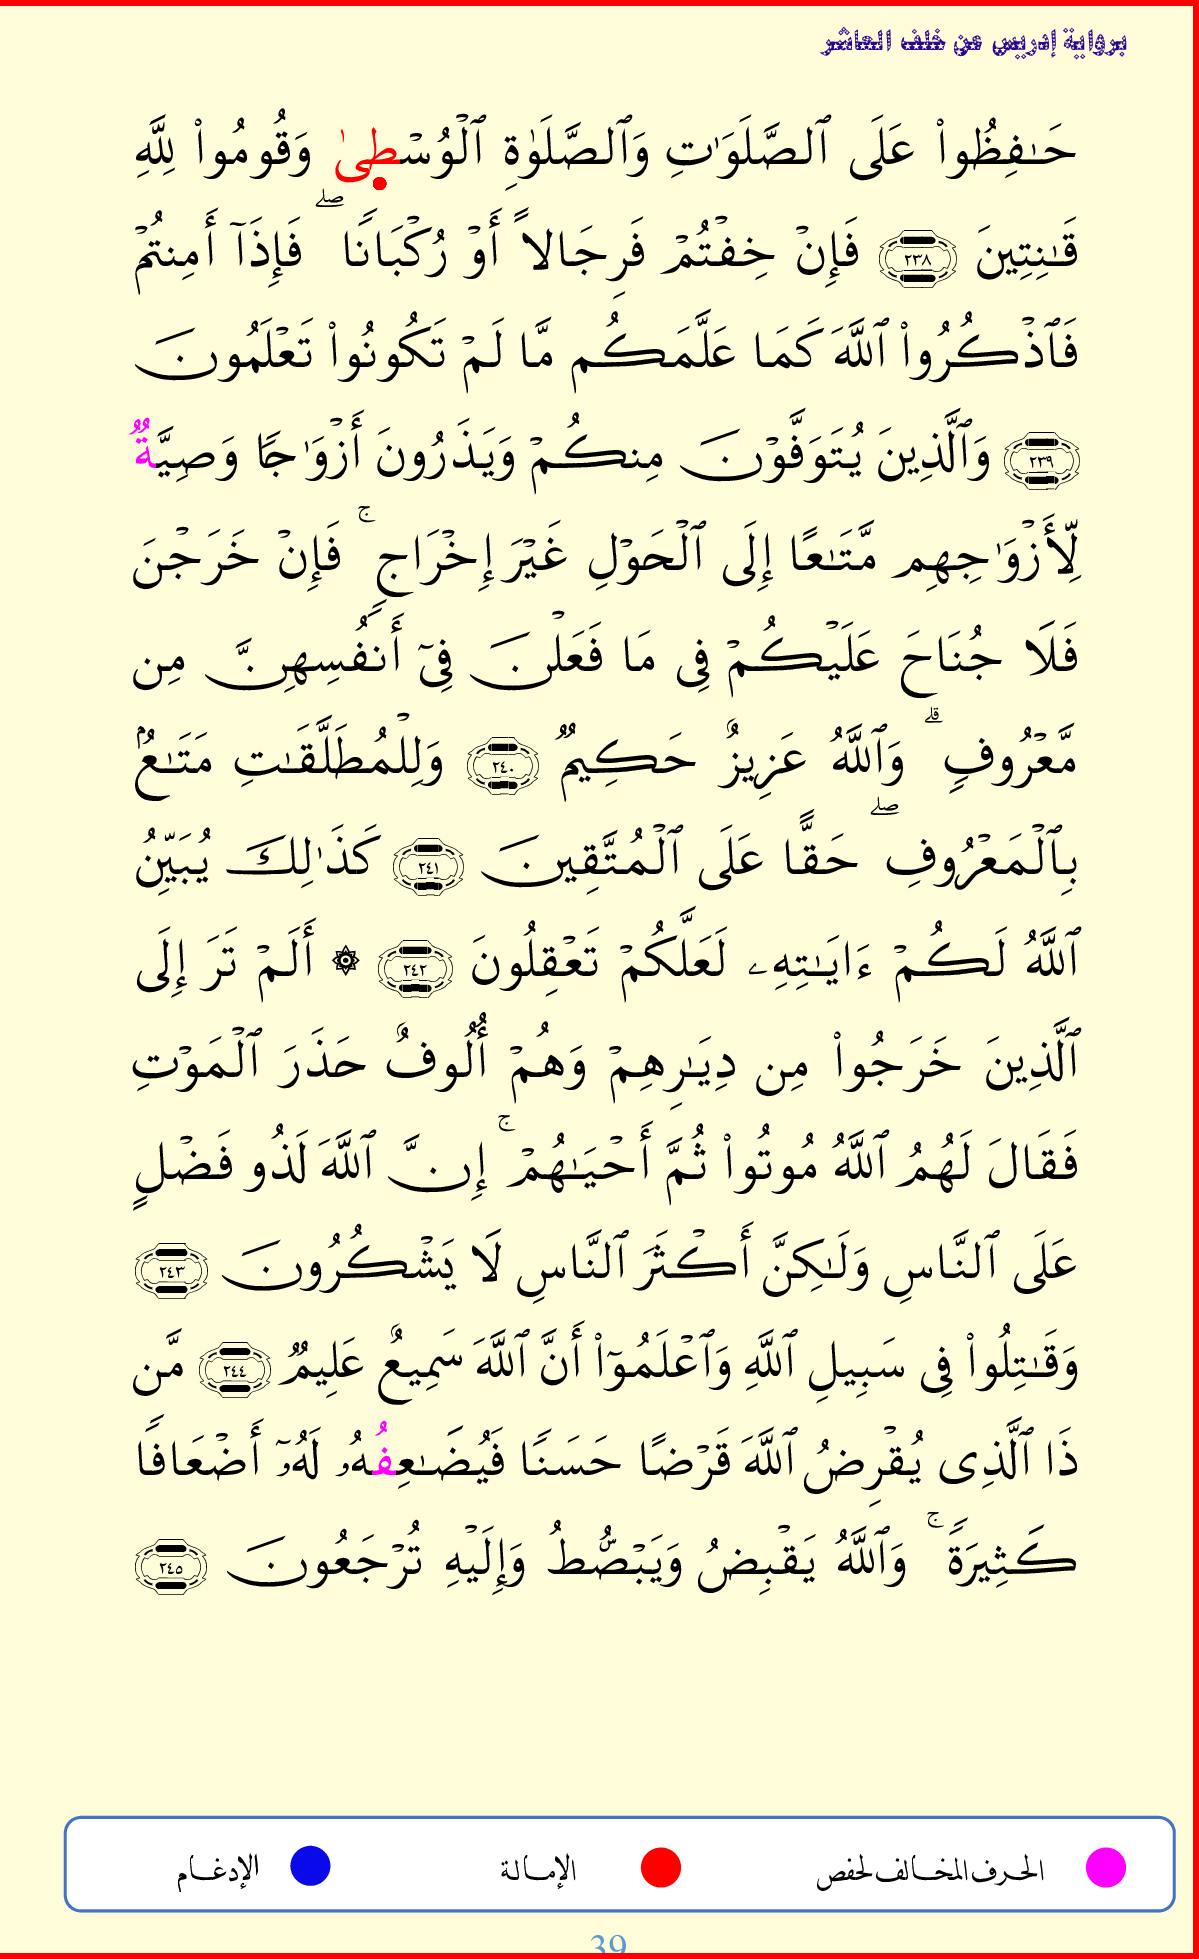 برواية إدريس عن خلف العاشر
حَـٰفِظُوا۟ عَلَى ٱلصَّلَوَٰتِ وَٱلصَّلَوٰةِ ٱلْوُسْطِىٰ وَقُومُوا۟ لِلَّهِ
قَـٰنِتِينَ ٢٣٨ فَإِنْ خِفْتُمْ فَرِجَالًا أَوْ رُكْبَانًا ۖ فَإِذَآ أَمِنتُمْ
فَٱذْكُرُوا۟ ٱللَّهَ كَمَا عَلَّمَكُم مَّا لَمْ تَكُونُوا۟ تَعْلَمُونَ
٢٣٩ وَٱلَّذِينَ يُتَوَفَّوْنَ مِنكُمْ وَيَذَرُونَ أَزْوَٰجًا وَصِيَّةٌ
لِّأَزْوَٰجِهِم مَّتَـٰعًا إِلَى ٱلْحَوْلِ غَيْرَ إِخْرَاجٍ ۚ فَإِنْ خَرَجْنَ
فَلَا جُنَاحَ عَلَيْكُمْ فِى مَا فَعَلْنَ فِىٓ أَنفُسِهِنَّ مِن
مَّعْرُوفٍ ۗ وَٱللَّهُ عَزِيزٌ حَكِيمٌ ٢٤٠ وَلِلْمُطَلَّقَـٰتِ مَتَـٰعٌۢ
بِٱلْمَعْرُوفِ ۖ حَقًّا عَلَى ٱلْمُتَّقِينَ ٢٤١ كَذَٰلِكَ يُبَيِّنُ
ٱللَّهُ لَكُمْ ءَايَـٰتِهِۦ لَعَلَّكُمْ تَعْقِلُونَ ٢٤٢ ۞ أَلَمْ تَرَ إِلَى
ٱلَّذِينَ خَرَجُوا۟ مِن دِيَـٰرِهِمْ وَهُمْ أُلُوفٌ حَذَرَ ٱلْمَوْتِ
فَقَالَ لَهُمُ ٱللَّهُ مُوتُوا۟ ثُمَّ أَحْيَـٰهُمْ ۚ إِنَّ ٱللَّهَ لَذُو فَضْلٍ
عَلَى ٱلنَّاسِ وَلَـٰكِنَّ أَكْثَرَ ٱلنَّاسِ لَا يَشْكُرُونَ ٢٤٣
وَقَـٰتِلُوا۟ فِى سَبِيلِ ٱللَّهِ وَٱعْلَمُوٓا۟ أَنَّ ٱللَّهَ سَمِيعٌ عَلِيمٌ ٢٤٤ مَّن
ذَا ٱلَّذِى يُقْرِضُ ٱللَّهَ قَرْضًا حَسَنًا فَيُضَـٰعِفُهُۥ لَهُۥٓ أَضْعَافًا
كَثِيرَةً ۚ وَٱللَّهُ يَقْبِضُ وَيَبْصُّطُ وَإِلَيْهِ تُرْجَعُونَ ٢٤٥
الحرف المخالف لحفص الإمالة الإدغام
39